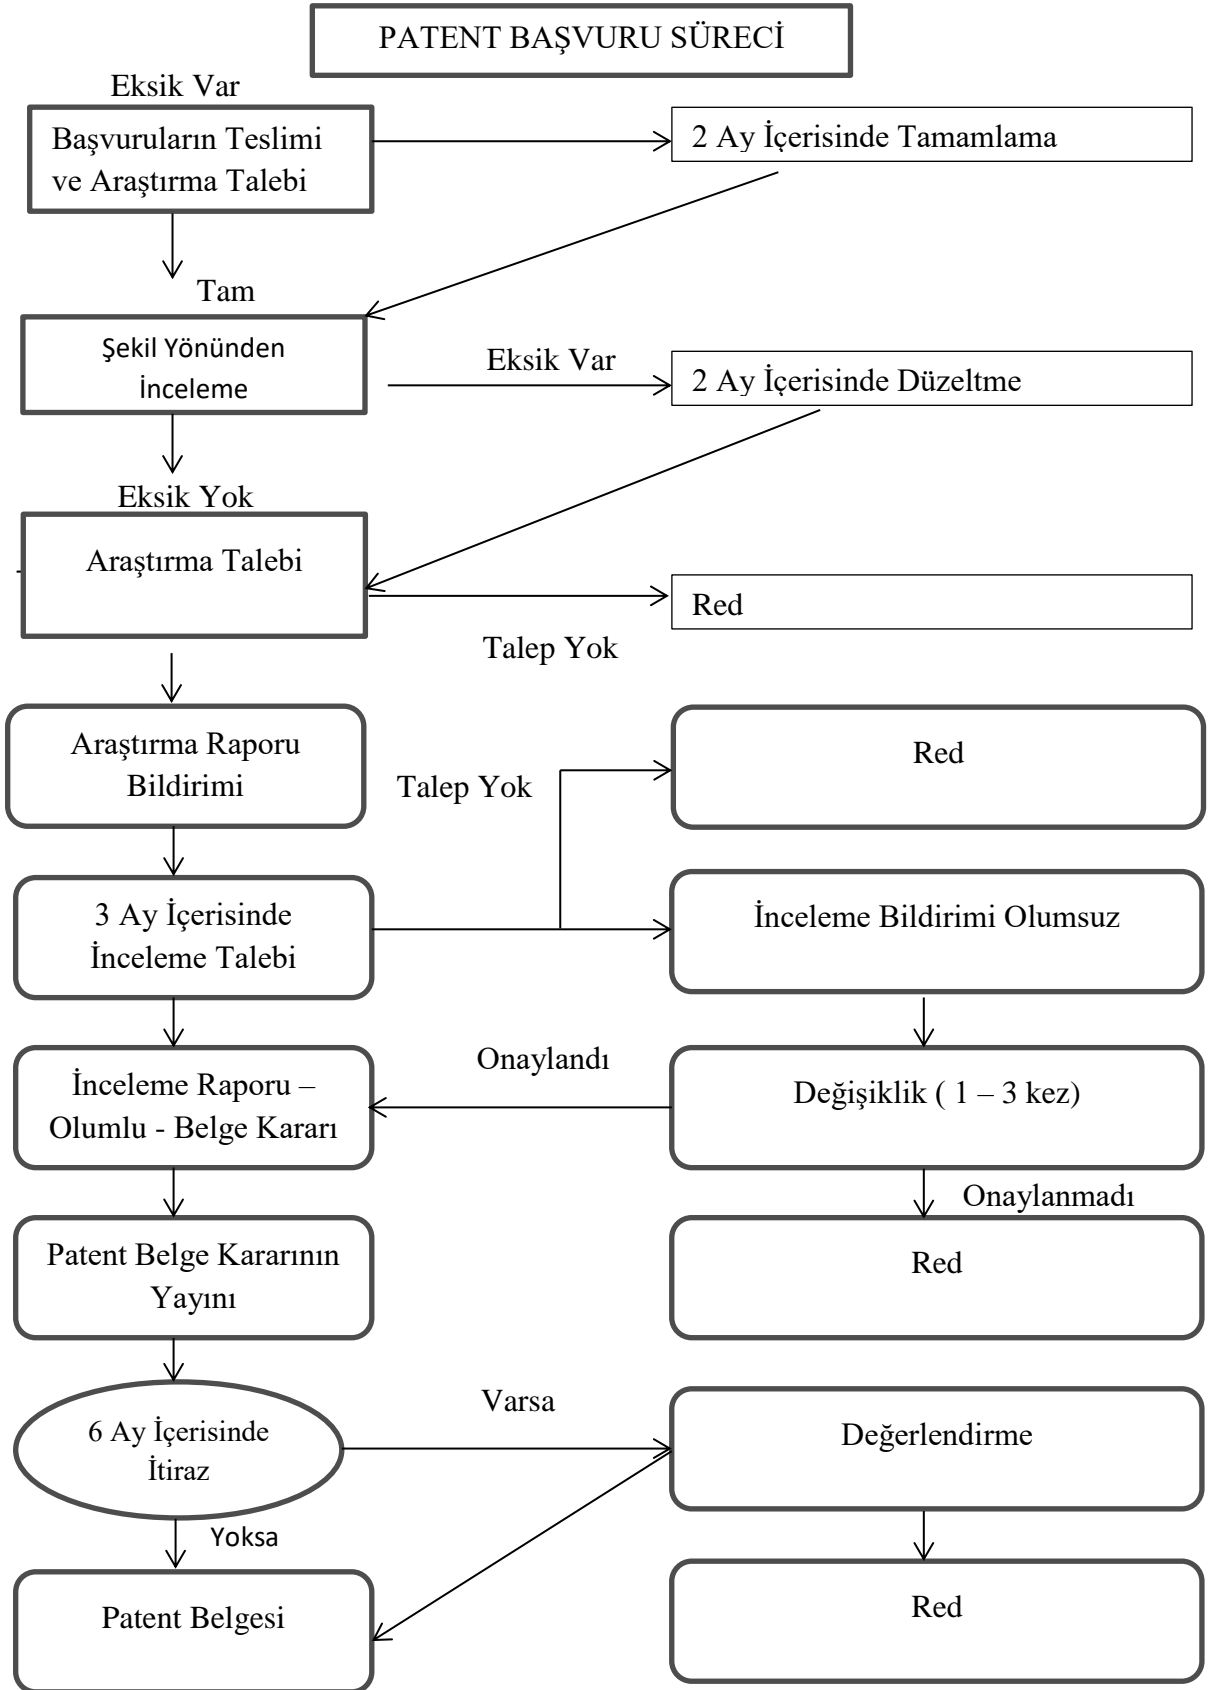 PATENT BAŞVURU SÜRECİ
Eksik Var
Başvuruların Teslimi
ve Araştırma Talebi
2 Ay İçerisinde Tamamlama
Tam
Şekil Yönünden
İnceleme
Eksik Var
2 Ay İçerisinde Düzeltme
Eksik Yok
Araştırma Talebi
Red
Talep Yok
Araştırma Raporu
Bildirimi
Talep Yok
Red
3 Ay İçerisinde
İnceleme Talebi
İnceleme Bildirimi Olumsuz
İnceleme Raporu –
Olumlu - Belge Kararı
Onaylandı
Değişiklik ( 1 – 3 kez)
Onaylanmadı
Patent Belge Kararının
Yayını
Red
6 Ay İçerisinde
İtiraz
Varsa
Değerlendirme
Yoksa
Patent Belgesi
Red